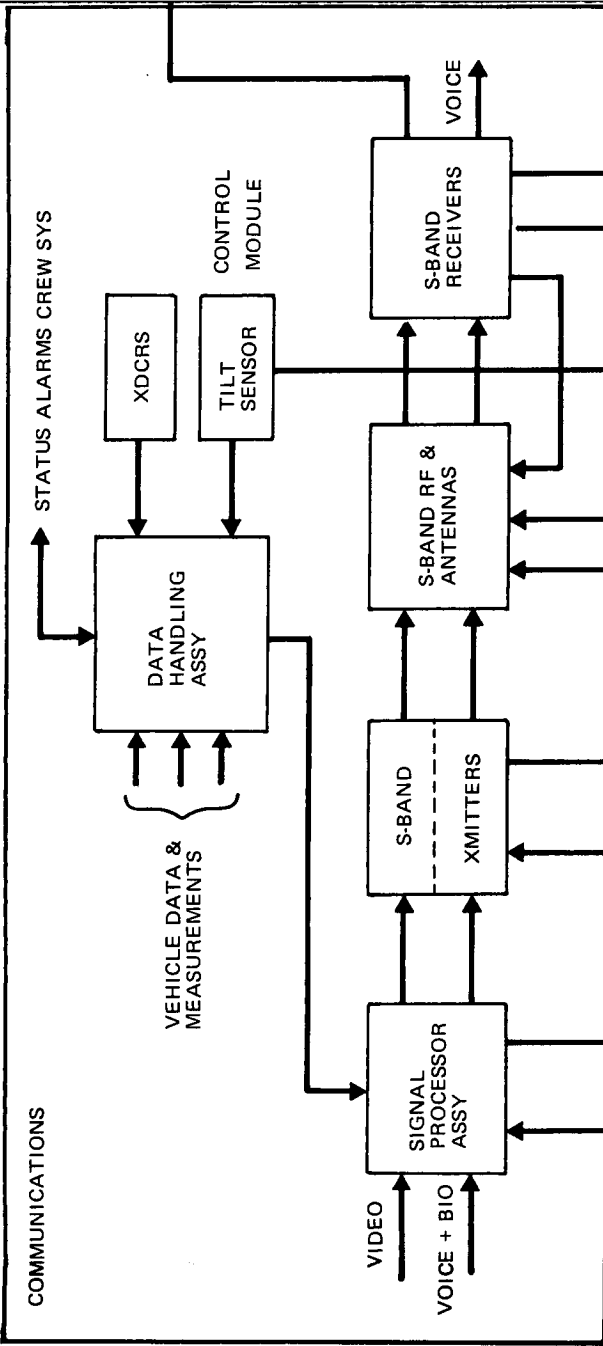 COMMUNICATIONS
STATUS ALARMS CREW SYS
VEHICLE DATA &
MEASUREMENTS
DATA
HANDLING
ASSY
XDCRS
TILT
SENSOR
CONTROL
MODULE
VIDEO
VOICE + BIO
SIGNAL
PROCESSOR
ASSY
S-BAND
XMITTERS
S-BAND RF &
ANTENNAS
S-BAND
RECEIVERS
VOICE